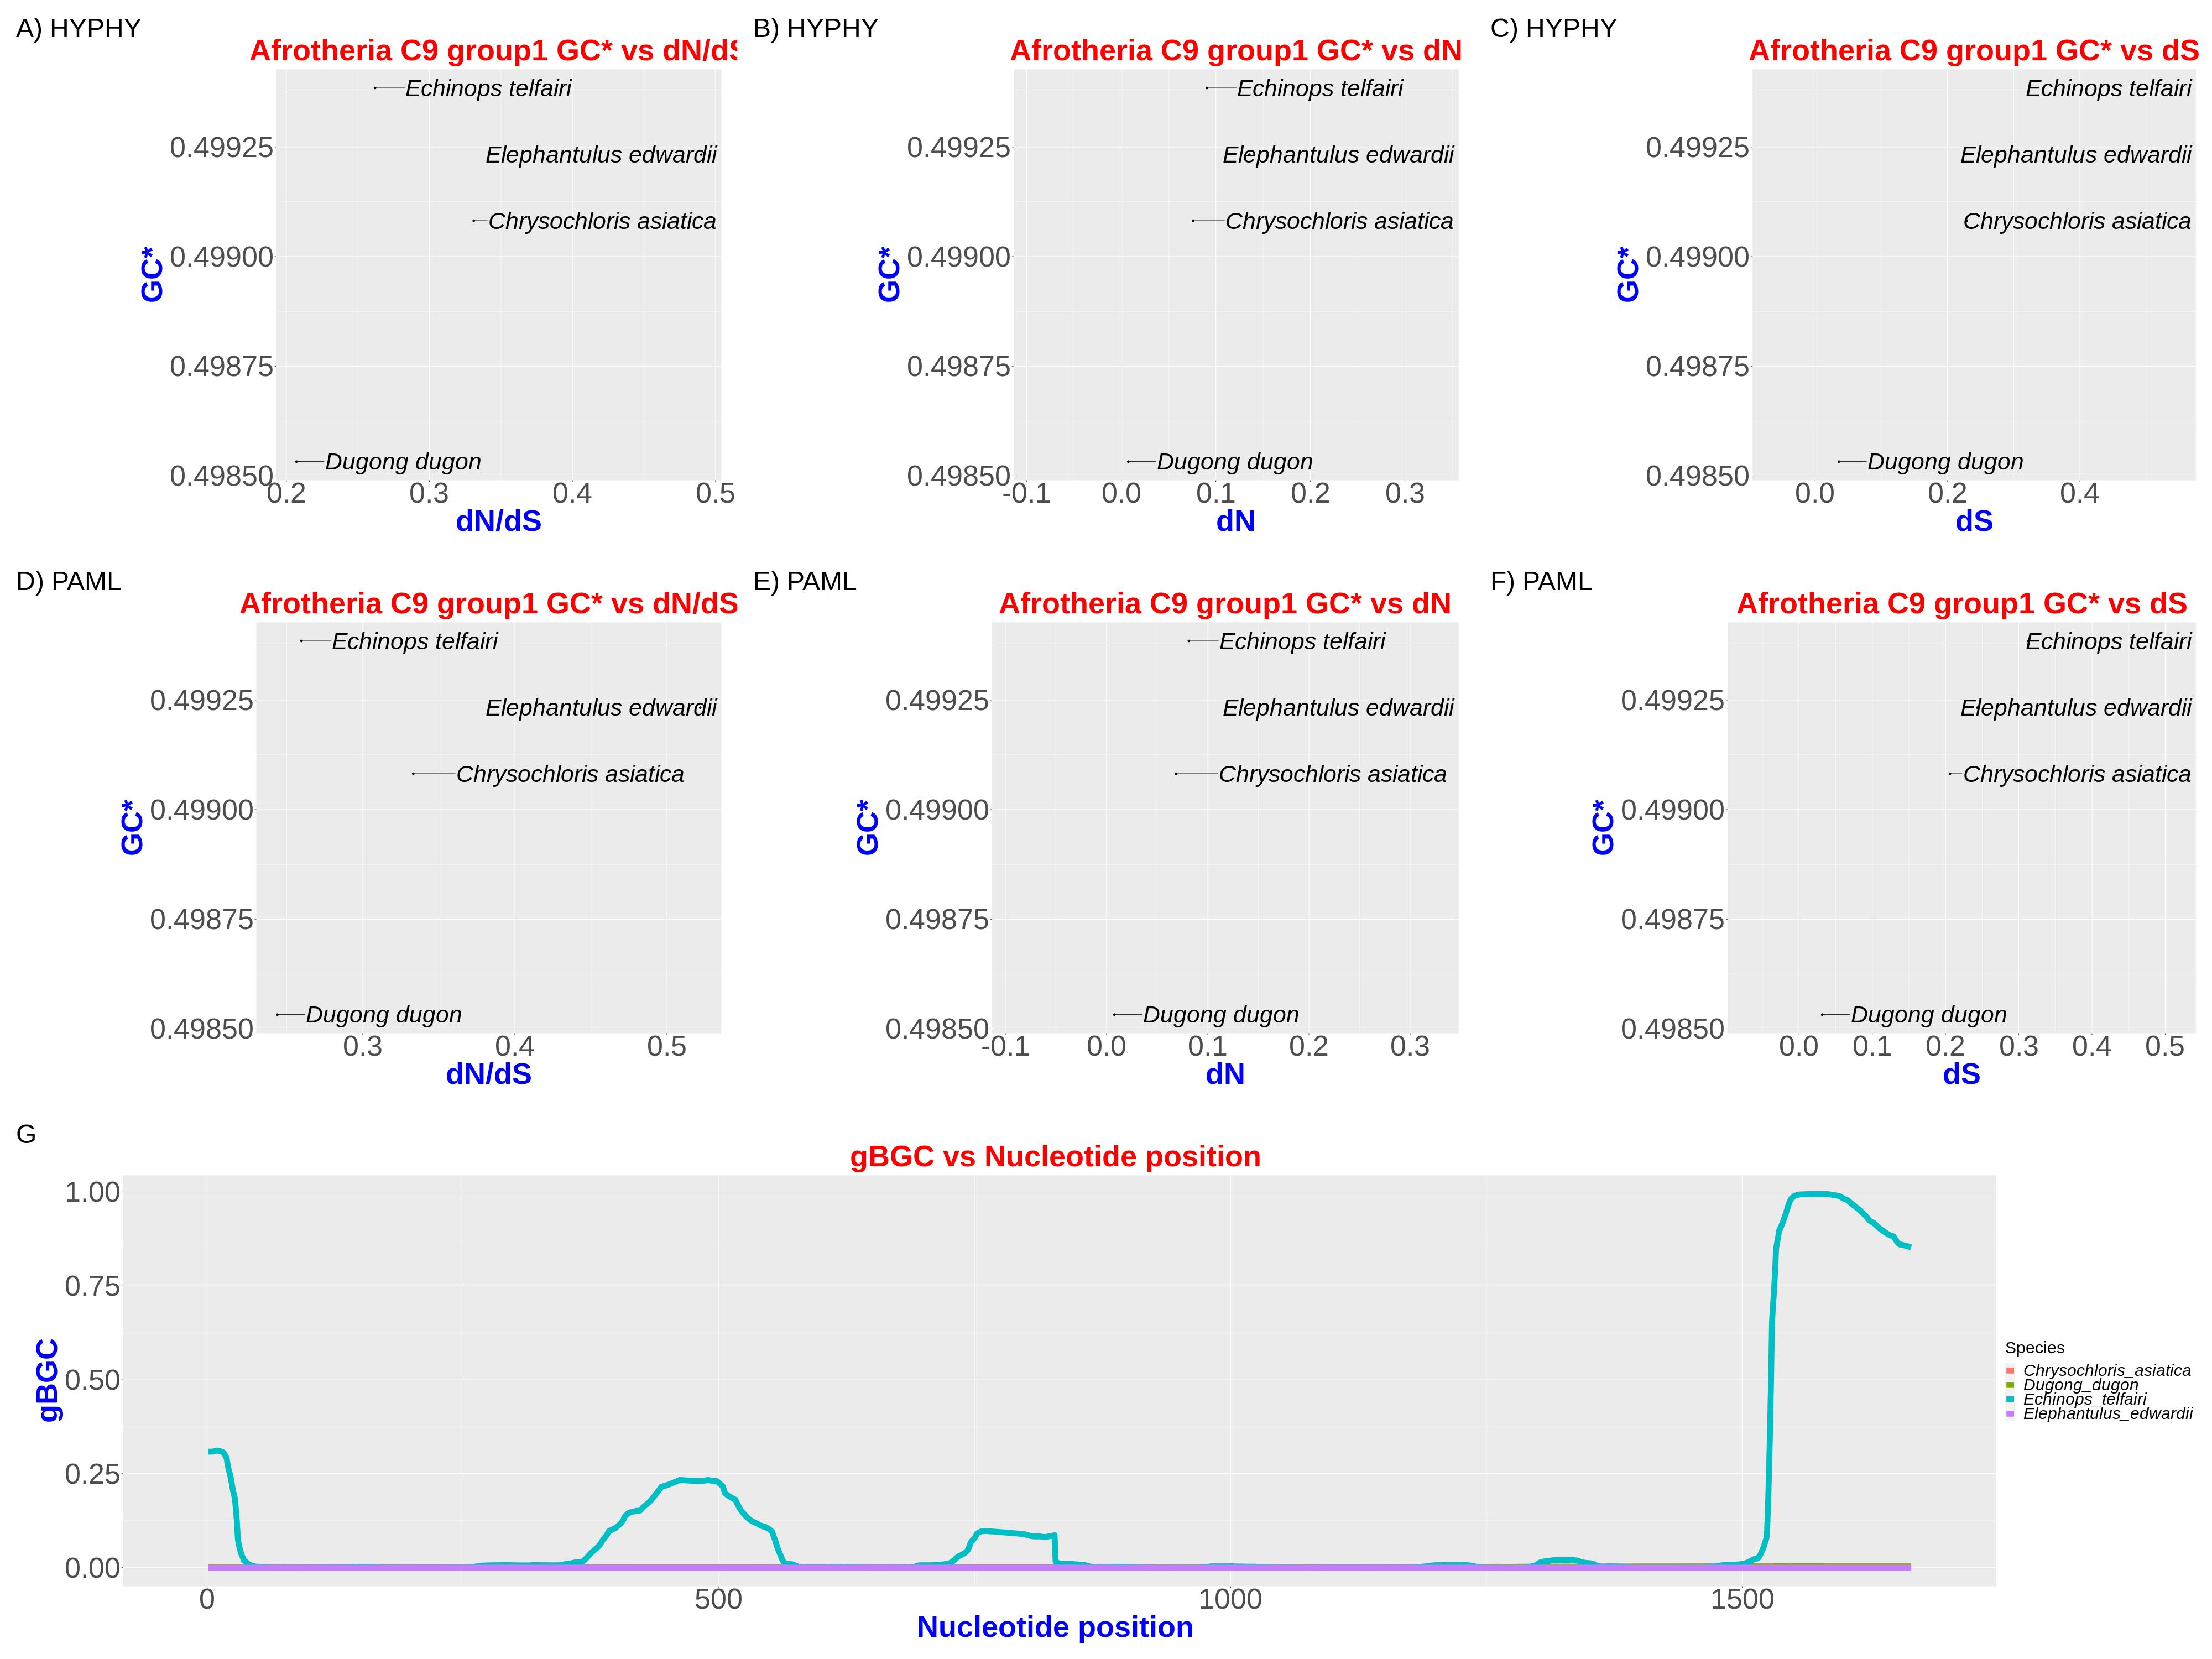 A) HYPHY
Afrotheria C9 group1 GC* vs dN/dS
Echinops telfairi
Elephantulus edwardii
Chrysochloris asiatica
Dugong dugon
0.49925
0.49900
0.49875
0.49850
GC*
0.2 0.3 0.4 0.5
dN/dS
B) HYPHY
Afrotheria C9 group1 GC* vs dN
Echinops telfairi
Elephantulus edwardii
Chrysochloris asiatica
Dugong dugon
0.49925
0.49900
0.49875
0.49850
GC*
-0.1 0.0 0.1 0.2 0.3
dN
C) HYPHY
Afrotheria C9 group1 GC* vs dS
Echinops telfairi
Elephantulus edwardii
Chrysochloris asiatica
Dugong dugon
0.49925
0.49900
0.49875
0.49850
GC*
0.0 0.2 0.4
dS
D) PAML
Afrotheria C9 group1 GC* vs dN/dS
Echinops telfairi
Elephantulus edwardii
Chrysochloris asiatica
Dugong dugon
0.49925
0.49900
0.49875
0.49850
GC*
0.3 0.4 0.5
dN/dS
E) PAML
Afrotheria C9 group1 GC* vs dN
Echinops telfairi
Elephantulus edwardii
Chrysochloris asiatica
Dugong dugon
0.49925
0.49900
0.49875
0.49850
GC*
-0.1 0.0 0.1 0.2 0.3
dN
F) PAML
Afrotheria C9 group1 GC* vs dS
Echinops telfairi
Elephantulus edwardii
Chrysochloris asiatica
Dugong dugon
0.49925
0.49900
0.49875
0.49850
GC*
0.0 0.1 0.2 0.3 0.4 0.5
dS
G
gBGC vs Nucleotide position
1.00
0.75
0.50
0.25
0.00
gBGC
0 500 1000 1500
Nucleotide position
Species
Chrysochloris_asiatica
Dugong_dugon
Echinops_telfairi
Elephantulus_edwardii